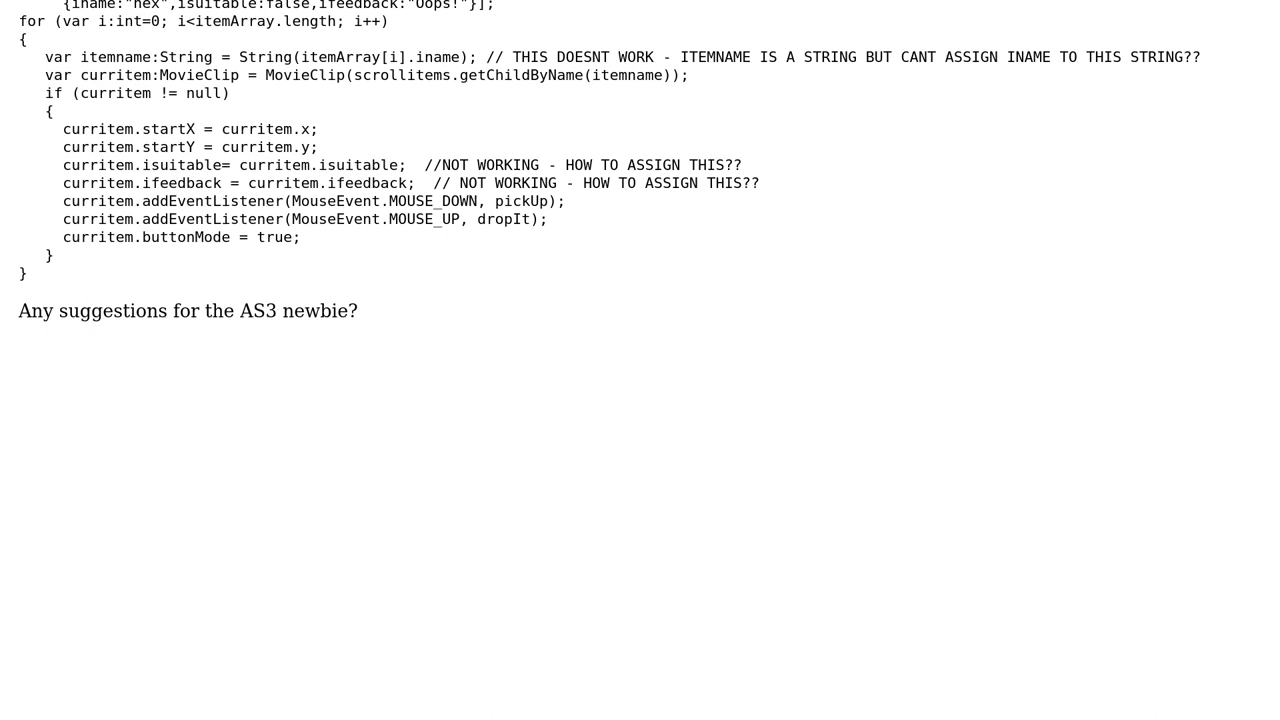 {iname:"hex",isuitable:false,ifeedback:"Oops!"}];
for (var i:int=0; i<itemArray.length; i++)
{
var itemname:String = String(itemArray[i].iname); // THIS DOESNT WORK - ITEMNAME IS A STRING BUT CANT ASSIGN INAME TO THIS STRING??
var curritem:MovieClip = MovieClip(scrollitems.getChildByName(itemname));
if (curritem != null)
{
curritem.startX = curritem.x;
curritem.startY = curritem.y;
curritem.isuitable= curritem.isuitable;  //NOT WORKING - HOW TO ASSIGN THIS??
curritem.ifeedback = curritem.ifeedback;  // NOT WORKING - HOW TO ASSIGN THIS??
curritem.addEventListener(MouseEvent.MOUSE_DOWN, pickUp);
curritem.addEventListener(MouseEvent.MOUSE_UP, dropIt);
curritem.buttonMode = true;
}
}
Any suggestions for the AS3 newbie?